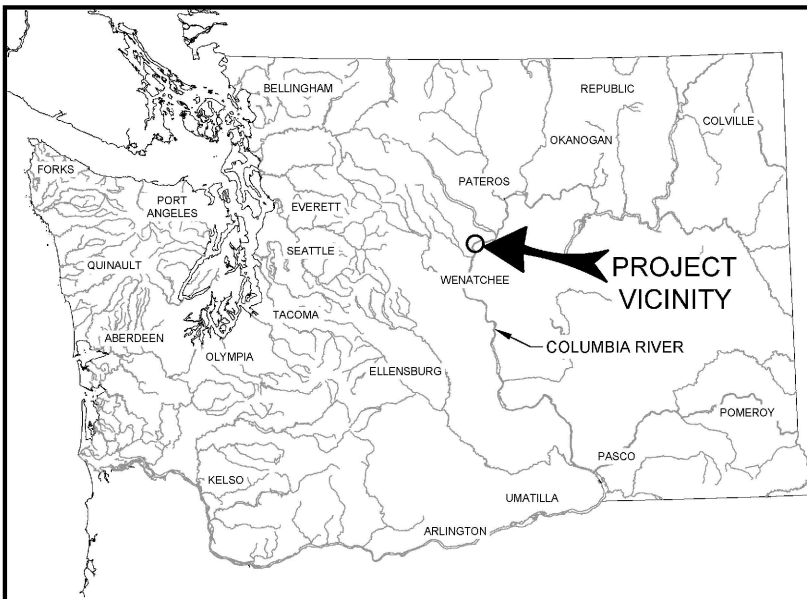 BELLINGHAM
REPUBLIC
COLVILLE
OKANOGAN
FORKS
PATEROS
PORT
ANGELES
EVERETT
SEATTLE
QUINAULT
WENATCHEE
PROJECT
VICINITY
TACOMA
ABERDEEN
OLYMPIA
COLUMBIA RIVER
ELLENSBURG
POMEROY
PASCO
KELSO
UMATILLA
ARLINGTON